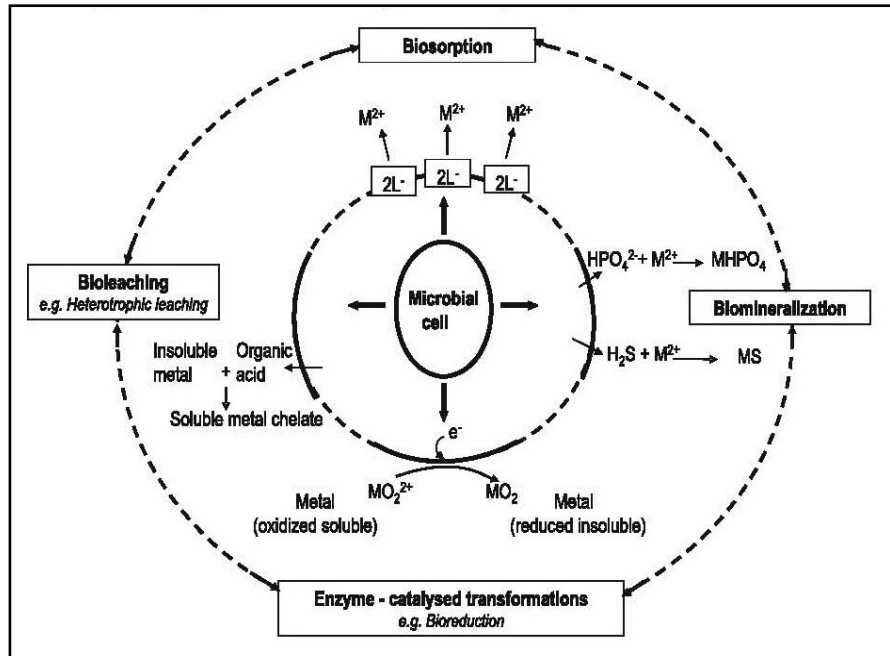 Biosorption
M²⁺ M²⁺ M²⁺
2L⁻ 2L⁻ 2L⁻
Bioleaching
e.g. Heterotrophic leaching
Microbial
cell
HPO₄²⁻+ M²⁺ → MHPO₄
Biomineralization
H₂S + M²⁺ → MS
Insoluble
metal
+
Organic
acid
Soluble metal chelate
e⁻
MO₂²⁺ MO₂
Metal
(oxidized soluble)
Metal
(reduced insoluble)
Enzyme - catalysed transformations
e.g. Bioreduction